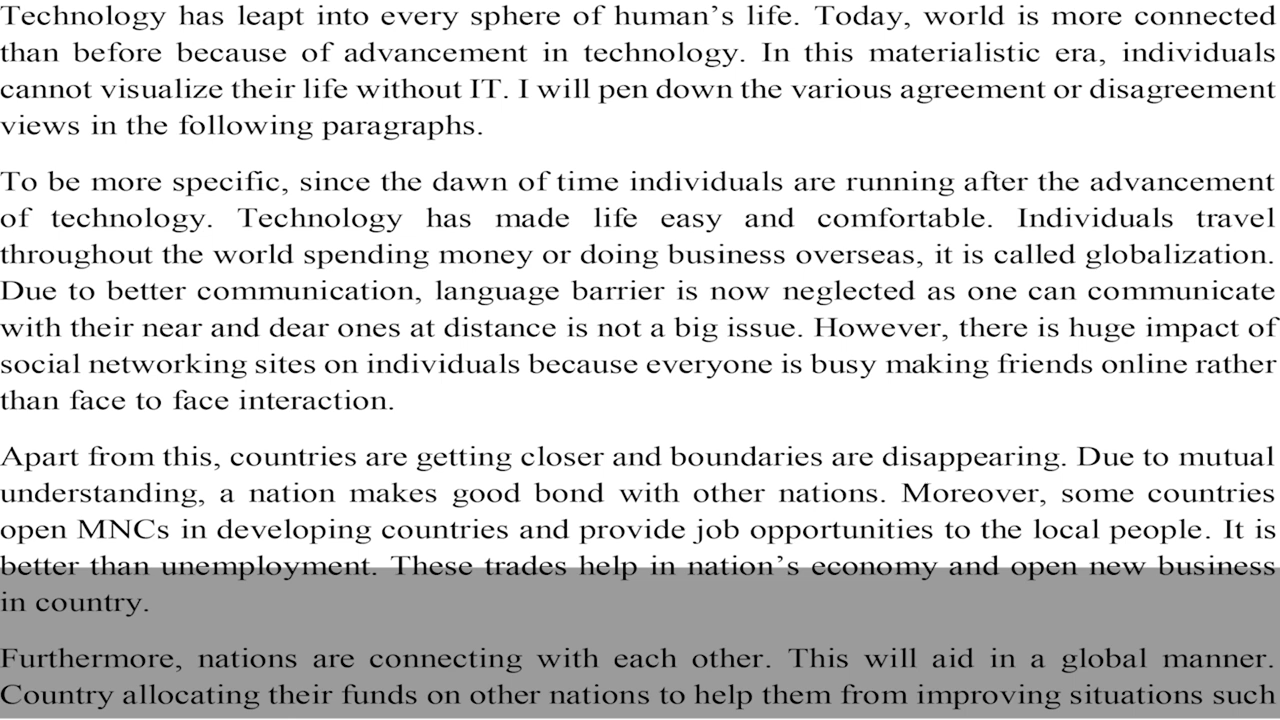 Technology has leapt into every sphere of human’s life. Today, world is more connected
than before because of advancement in technology. In this materialistic era, individuals
cannot visualize their life without IT. I will pen down the various agreement or disagreement
views in the following paragraphs.
To be more specific, since the dawn of time individuals are running after the advancement
of technology. Technology has made life easy and comfortable. Individuals travel
throughout the world spending money or doing business overseas, it is called globalization.
Due to better communication, language barrier is now neglected as one can communicate
with their near and dear ones at distance is not a big issue. However, there is huge impact of
social networking sites on individuals because everyone is busy making friends online rather
than face to face interaction.
Apart from this, countries are getting closer and boundaries are disappearing. Due to mutual
understanding, a nation makes good bond with other nations. Moreover, some countries
open MNCs in developing countries and provide job opportunities to the local people. It is
better than unemployment. These trades help in nation’s economy and open new business
in country.
Furthermore, nations are connecting with each other. This will aid in a global manner.
Country allocating their funds on other nations to help them from improving situations such